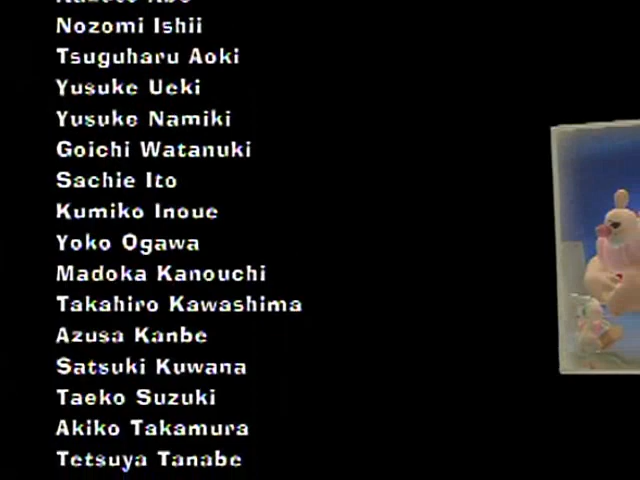 Nozomi Ishii
Tsuguharu Aoki
Yusuke Ueki
Yusuke Namiki
Goichi Watanuki
Sachie Ito
Kumiko Inoue
Yoko Ogawa
Madoka Kanouchi
Takahiro Kawashima
Azusa Kanbe
Satsuki Kuwana
Taeko Suzuki
Akiko Takamura
Tetsuya Tanabe